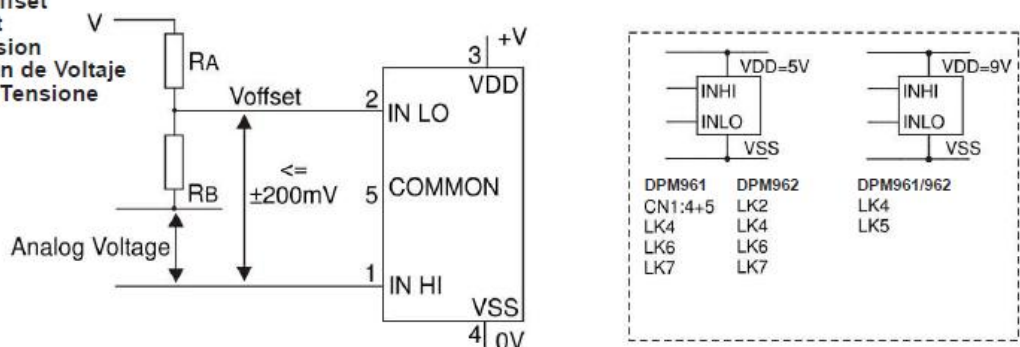 t
sion
n de Voltaje
Tensione
V
RA
Voffset
RB
<=
±200mV
Analog Voltage
3
+V
VDD
2
IN LO
5
COMMON
1
IN HI
VSS
4
0V
VDD=5V
INHI
INLO
VSS
VDD=9V
INHI
INLO
VSS
DPM961 DPM962 DPM961/962
CN1:4+5 LK2 LK4
LK4 LK4 LK5
LK6 LK6
LK7 LK7